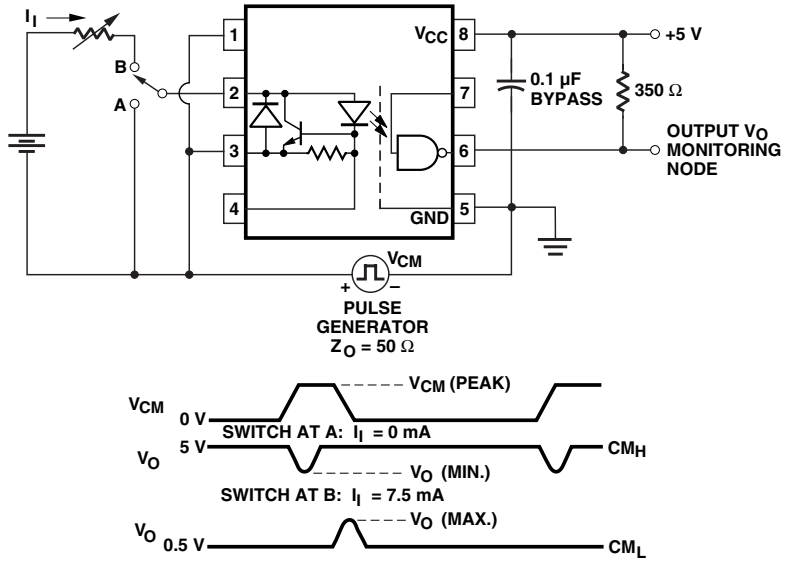 I_I
1
V_CC
8
+5 V
B
A
2
7
0.1 µF
BYPASS
350 Ω
3
6
OUTPUT V_O
MONITORING
NODE
4
GND
5
V_CM
+
–
PULSE
GENERATOR
Z_O = 50 Ω
V_CM
0 V
V_CM (PEAK)
SWITCH AT A: I_I = 0 mA
V_O
5 V
CM_H
V_O (MIN.)
SWITCH AT B: I_I = 7.5 mA
V_O
0.5 V
V_O (MAX.)
CM_L